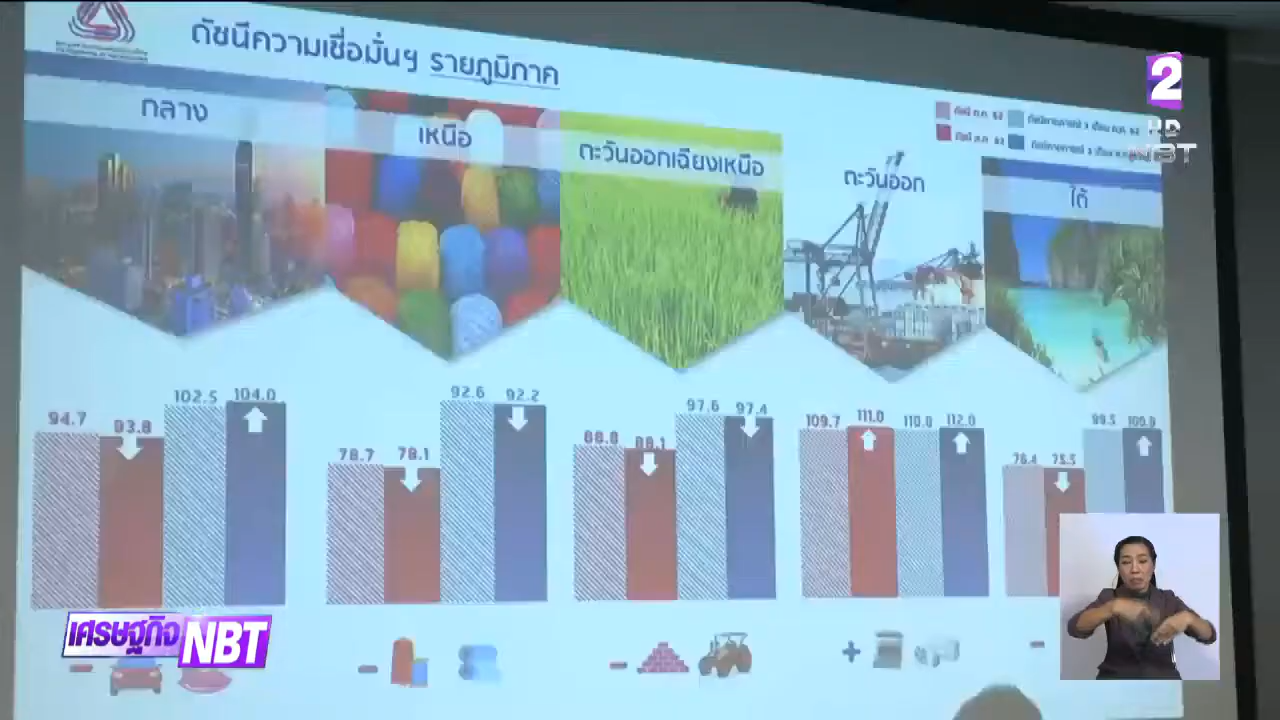 ดัชนีความเชื่อมั่นฯ รายภูมิภาค
2
HD
NBT
กลาง
เหนือ
ตะวันออกเฉียงเหนือ
ตะวันออก
ใต้
94.7 93.8 102.5 104.0
78.7 78.1 92.6 92.2
88.1 97.6 97.4
109.7 111.0 110.0 112.0
76.4 75.5 99.5
เศรษฐกิจ NBT